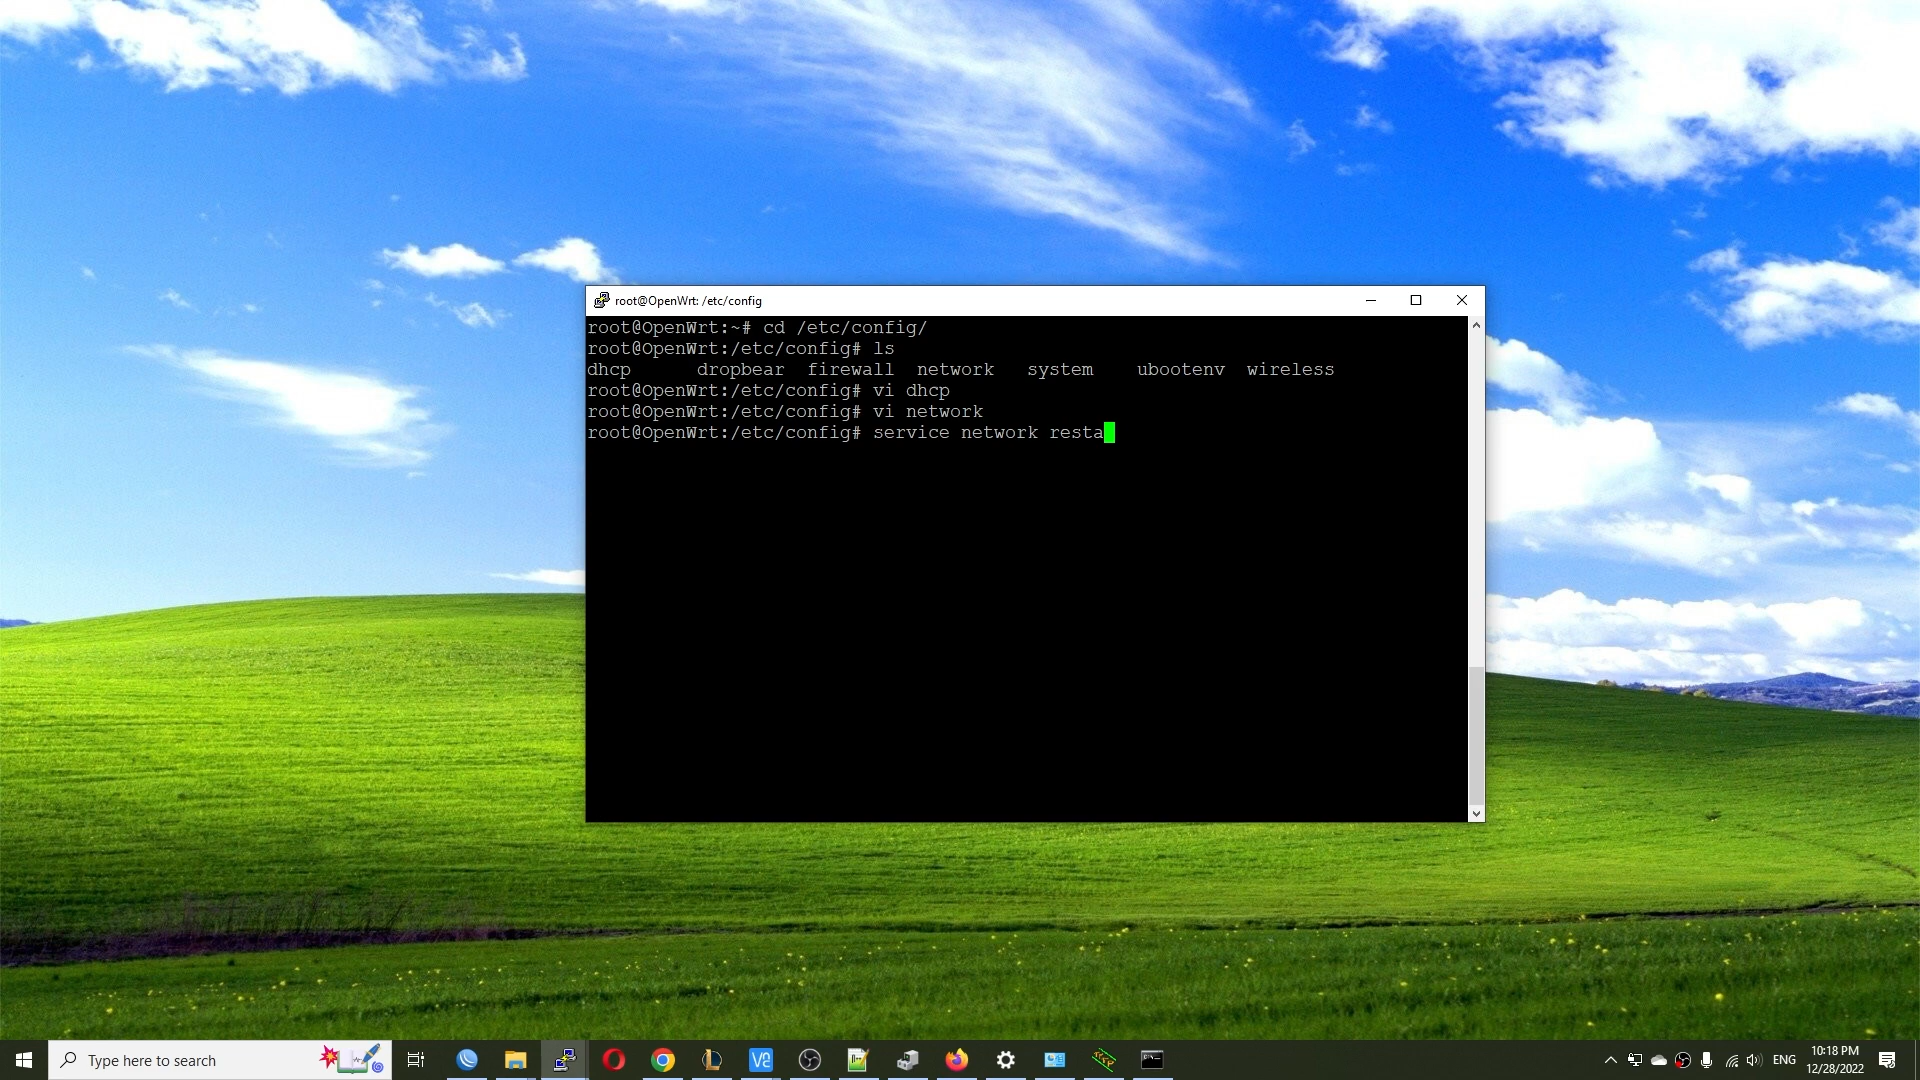 root@OpenWrt: /etc/config
root@OpenWrt:~# cd /etc/config/
root@OpenWrt:/etc/config# ls
dhcp      dropbear  firewall  network   system    ubootenv  wireless
root@OpenWrt:/etc/config# vi dhcp
root@OpenWrt:/etc/config# vi network
root@OpenWrt:/etc/config# service network resta
Type here to search
V2
ENG
10:18 PM
12/28/2022